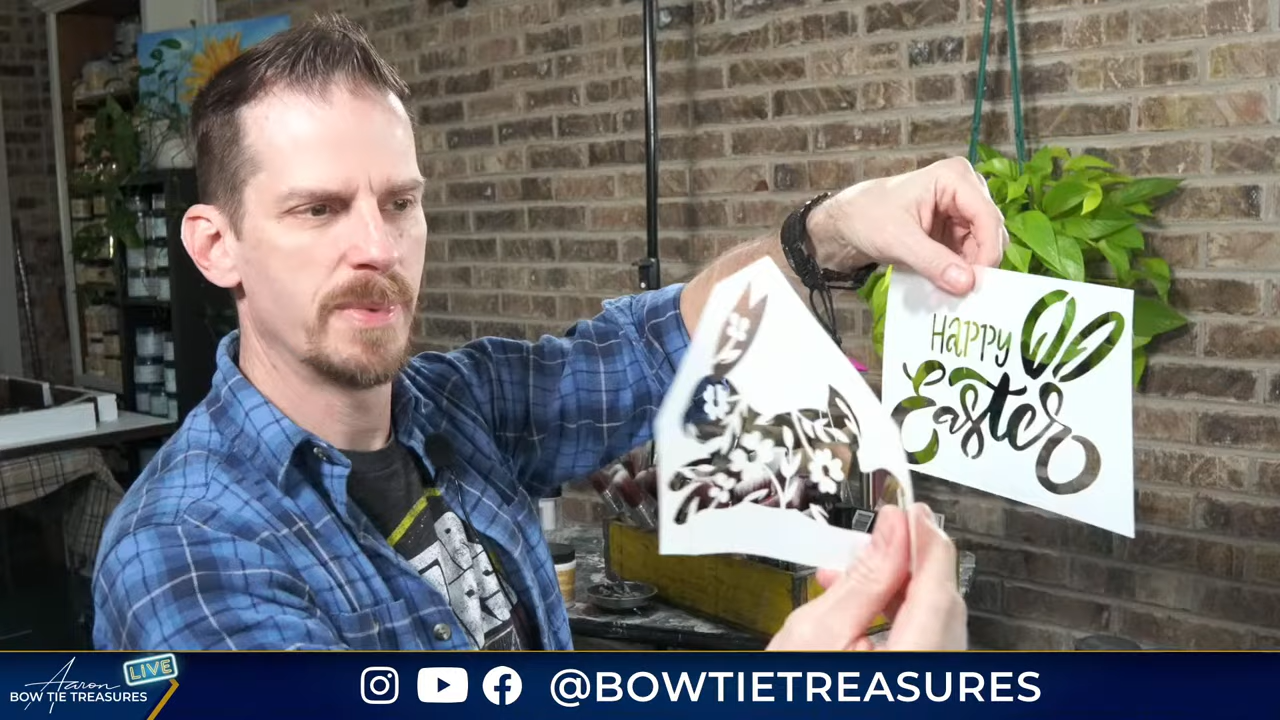 HAPPY
Easter
Aaron
BOW TIE TREASURES
LIVE
@BOWTIETREASURES